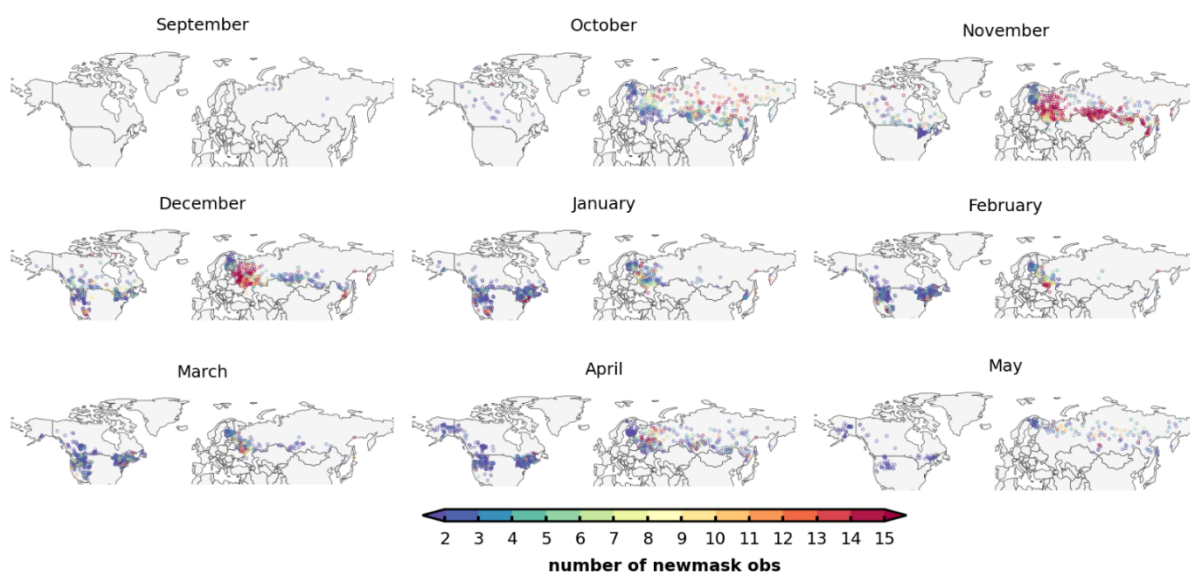 September
October
November
December
January
February
March
April
May
2 3 4 5 6 7 8 9 10 11 12 13 14 15
number of newmask obs